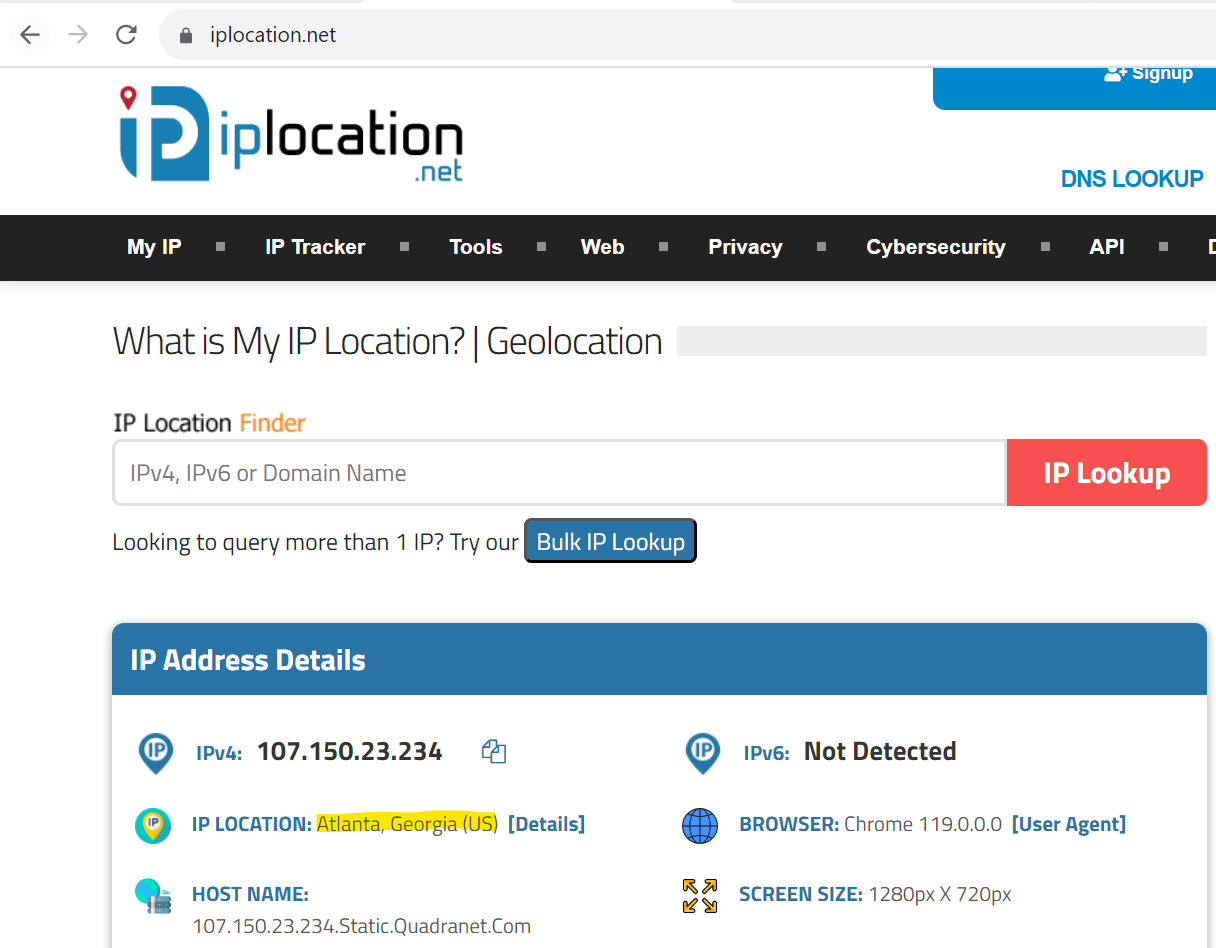 iplocation.net
Signup
iplocation
.net
DNS LOOKUP
My IP IP Tracker Tools Web Privacy Cybersecurity API
What is My IP Location? | Geolocation
IP Location Finder
IPv4, IPv6 or Domain Name IP Lookup
Looking to query more than 1 IP? Try our Bulk IP Lookup
IP Address Details
IP IPv4: 107.150.23.234 IP IPv6: Not Detected
IP IP LOCATION: Atlanta, Georgia (US) [Details] BROWSER: Chrome 119.0.0.0 [User Agent]
HOST NAME: SCREEN SIZE: 1280px X 720px
107.150.23.234.Static.Quadranet.Com